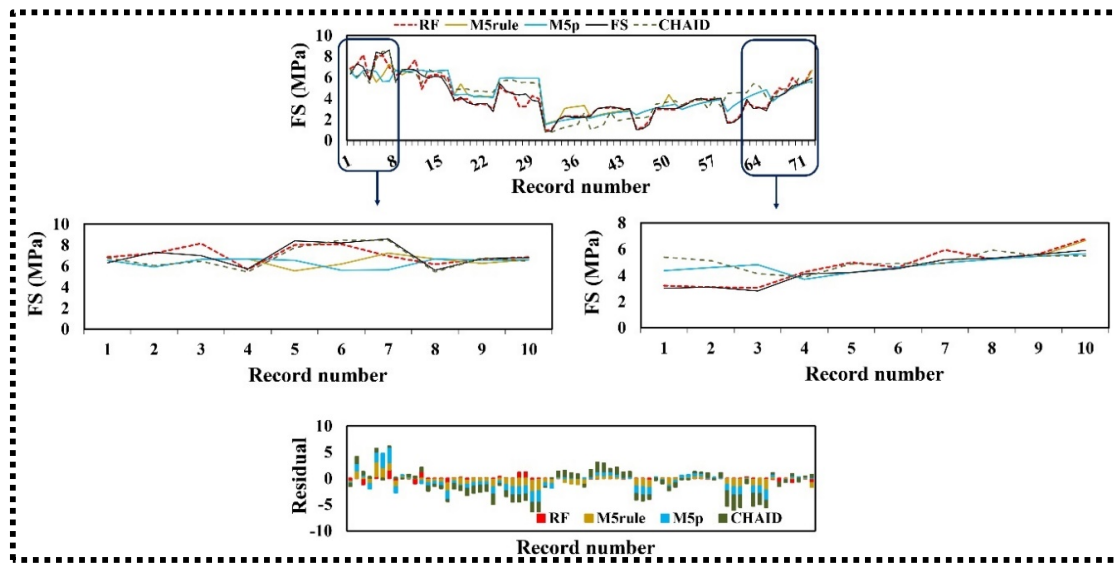 RF M5rule M5p FS CHAID
FS (MPa)
10
8
6
4
2
0
1 8 15 22 29 36 43 50 57 64 71
Record number
FS (MPa)
10
8
6
4
2
0
1 2 3 4 5 6 7 8 9 10
Record number
FS (MPa)
8
6
4
2
0
1 2 3 4 5 6 7 8 9 10
Record number
Residual
10
5
0
-5
-10
RF M5rule M5p CHAID
Record number